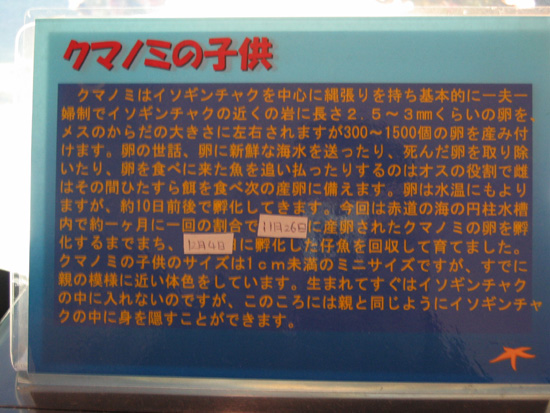 クマノミの子供
クマノミはイソギンチャクを中心に縄張りを持ち基本的に一夫一
婦制でイソギンチャクの近くの岩に長さ2.5～3㎜くらいの卵を、
メスのからだの大きさに左右されますが300～1500個の卵を産み付
けます。卵の世話、卵に新鮮な海水を送ったり、死んだ卵を取り除
いたり、卵を食べに来た魚を追い払ったりするのはオスの役割で雌
はその間ひたすら餌を食べ次の産卵に備えます。卵は水温にもより
ますが、約10日前後で孵化してきます。今回は赤道の海の円柱水槽
内で約一ヶ月に一回の割合で11月26日に産卵されたクマノミの卵を孵
化するまでまち、12月4日に孵化した仔魚を回収して育てました。
クマノミの子供のサイズは1ｃｍ未満のミニサイズですが、すでに
親の模様に近い体色をしています。生まれてすぐはイソギンチャク
の中に入れないのですが、このころには親と同じようにイソギンチャ
クの中に身を隠すことができます。